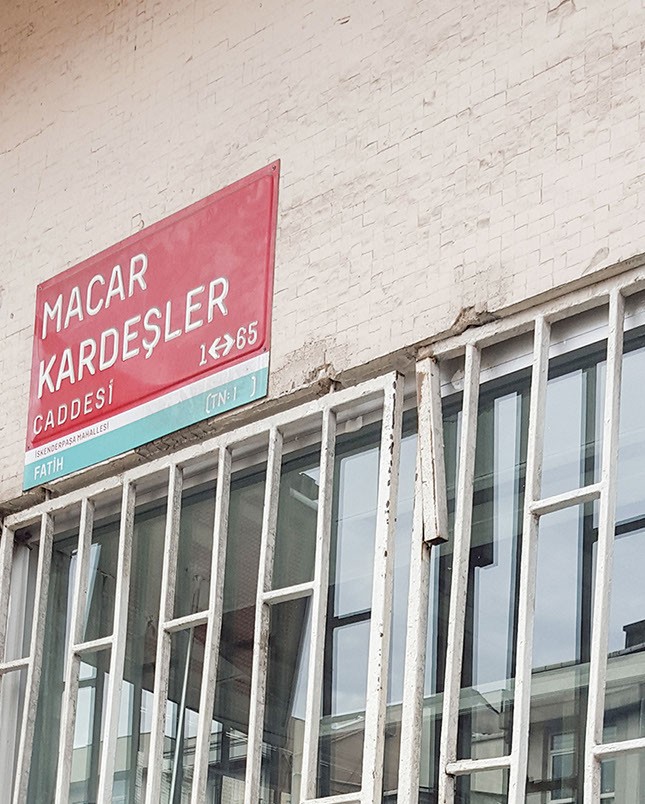 MACAR
KARDEŞLER
1↔65
CADDESİ
İSKENDERPAŞA MAHALLESİ
(TN: 1 )
FATİH